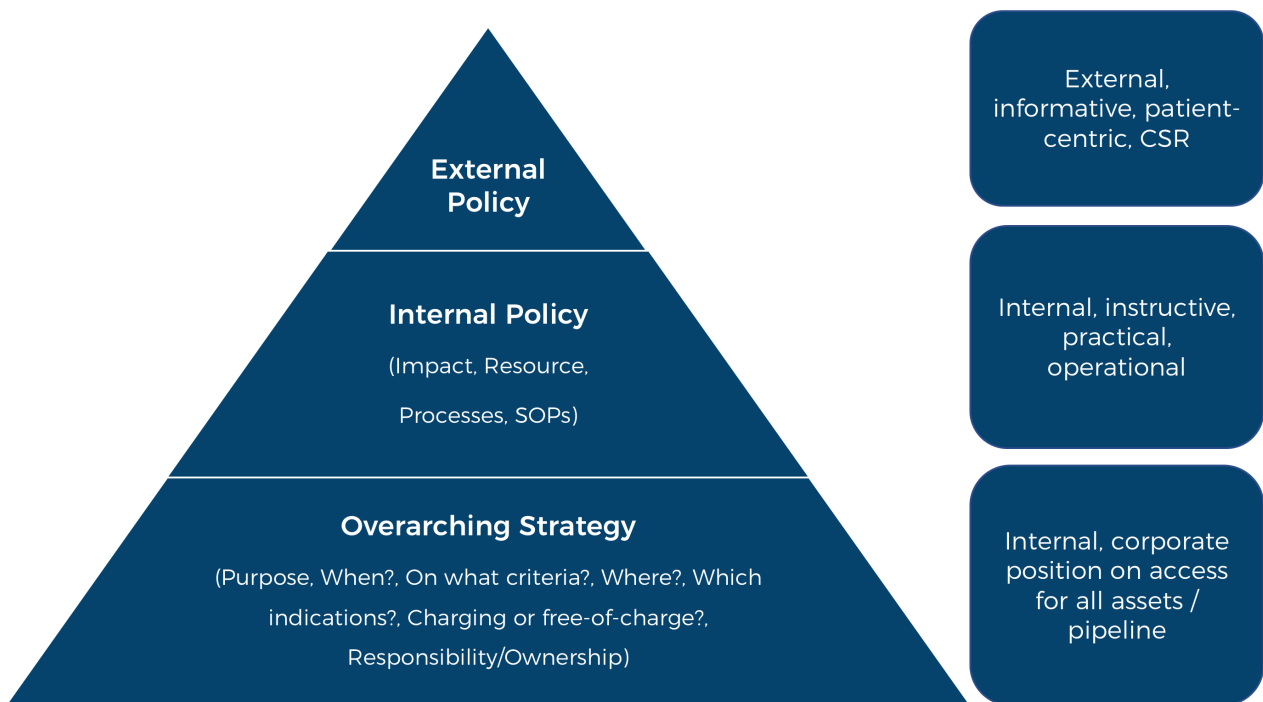 External
Policy
External,
informative, patient-
centric, CSR
Internal Policy
(Impact, Resource,
Processes, SOPs)
Internal, instructive,
practical,
operational
Overarching Strategy
(Purpose, When?, On what criteria?, Where?, Which
indications?, Charging or free-of-charge?,
Responsibility/Ownership)
Internal, corporate
position on access
for all assets /
pipeline